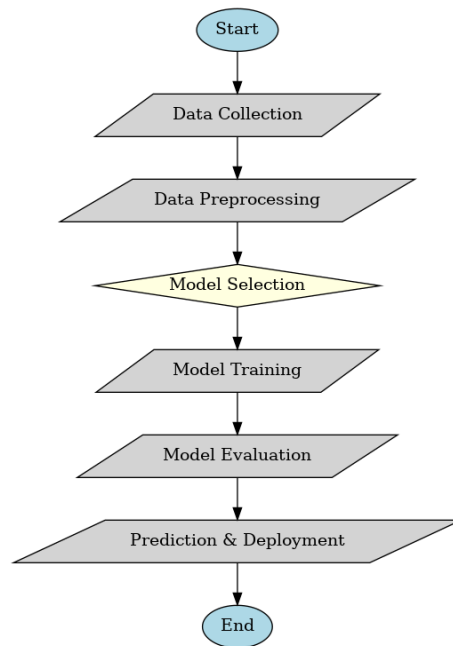 Start
Data Collection
Data Preprocessing
Model Selection
Model Training
Model Evaluation
Prediction & Deployment
End